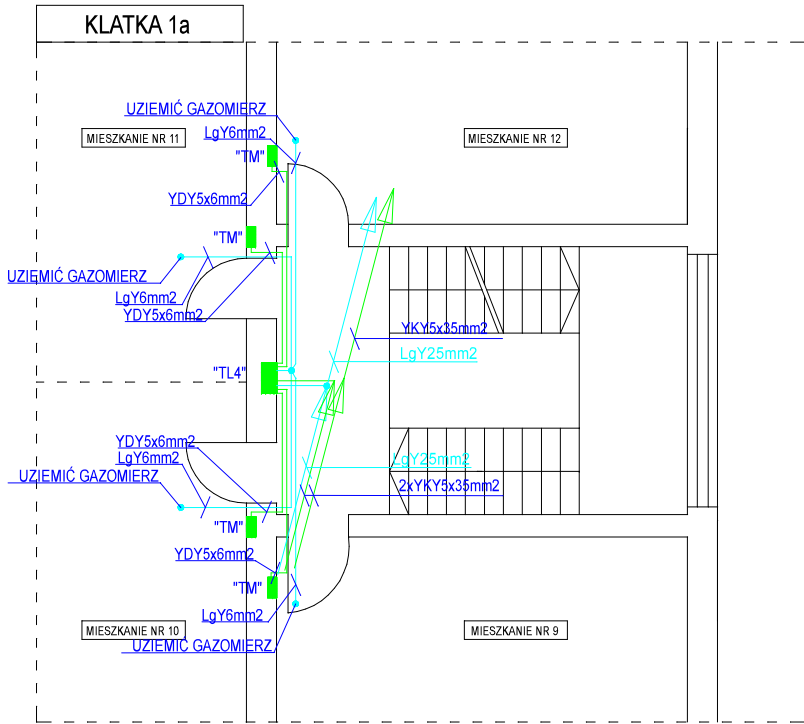 KLATKA 1a
UZIEMIĆ GAZOMIERZ
MIESZKANIE NR 11
LgY6mm2
MIESZKANIE NR 12
"TM"
YDY5x6mm2
"TM"
UZIEMIĆ GAZOMIERZ
LgY6mm2
YDY5x6mm2
YKY5x35mm2
LgY25mm2
"TL4"
YDY5x6mm2
LgY6mm2
LgY25mm2
UZIEMIĆ GAZOMIERZ
2xYKY5x35mm2
"TM"
YDY5x6mm2
"TM"
LgY6mm2
MIESZKANIE NR 10
MIESZKANIE NR 9
UZIEMIĆ GAZOMIERZ